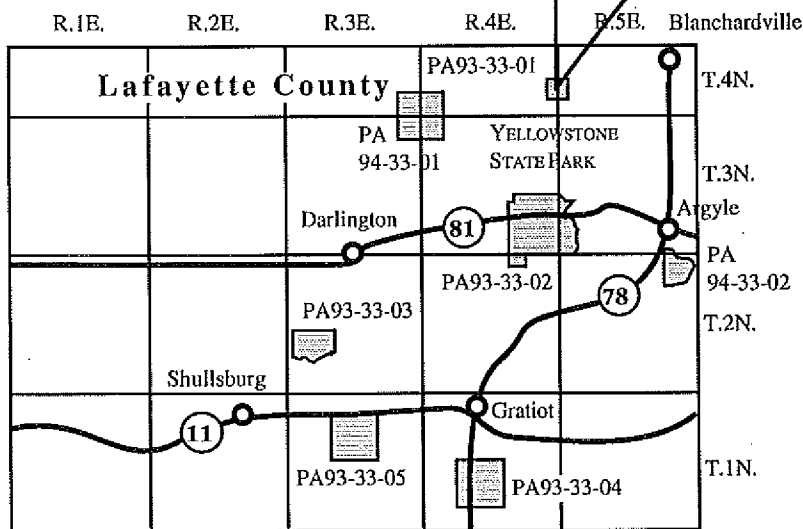 R.1E. R.2E. R.3E. R.4E. R.5E. Blanchardville
PA93-33-01
T.4N.
Lafayette County
PA
94-33-01
YELLOWSTONE
STATE PARK
T.3N.
Darlington
81
Argyle
PA93-33-02
PA
94-33-02
78
PA93-33-03
T.2N.
Shullsburg
11
Gratiot
PA93-33-05
PA93-33-04
T.1N.